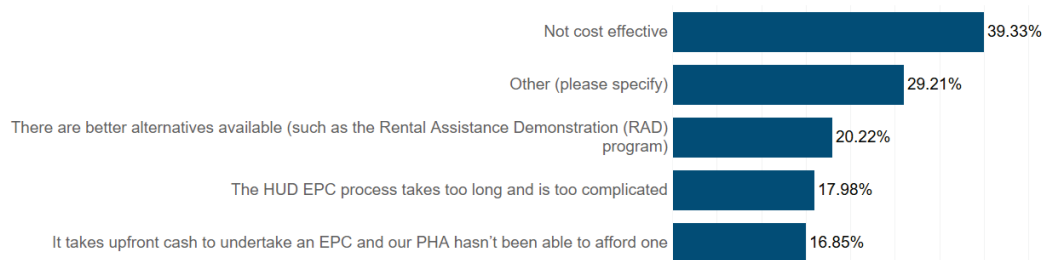 Not cost effective
39.33%
Other (please specify)
29.21%
There are better alternatives available (such as the Rental Assistance Demonstration (RAD)
program)
20.22%
The HUD EPC process takes too long and is too complicated
17.98%
It takes upfront cash to undertake an EPC and our PHA hasn’t been able to afford one
16.85%